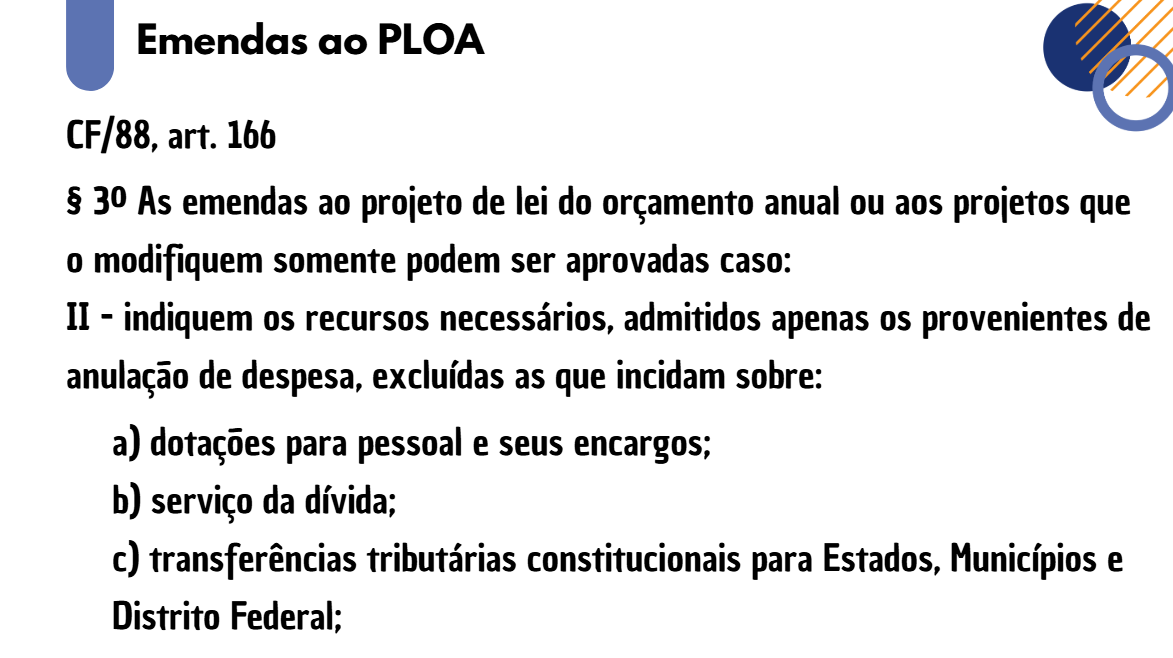 Emendas ao PLOA
CF/88, art. 166
§ 3º As emendas ao projeto de lei do orçamento anual ou aos projetos que
o modifiquem somente podem ser aprovadas caso:
II - indiquem os recursos necessários, admitidos apenas os provenientes de
anulação de despesa, excluídas as que incidam sobre:
a) dotações para pessoal e seus encargos;
b) serviço da dívida;
c) transferências tributárias constitucionais para Estados, Municípios e
Distrito Federal;